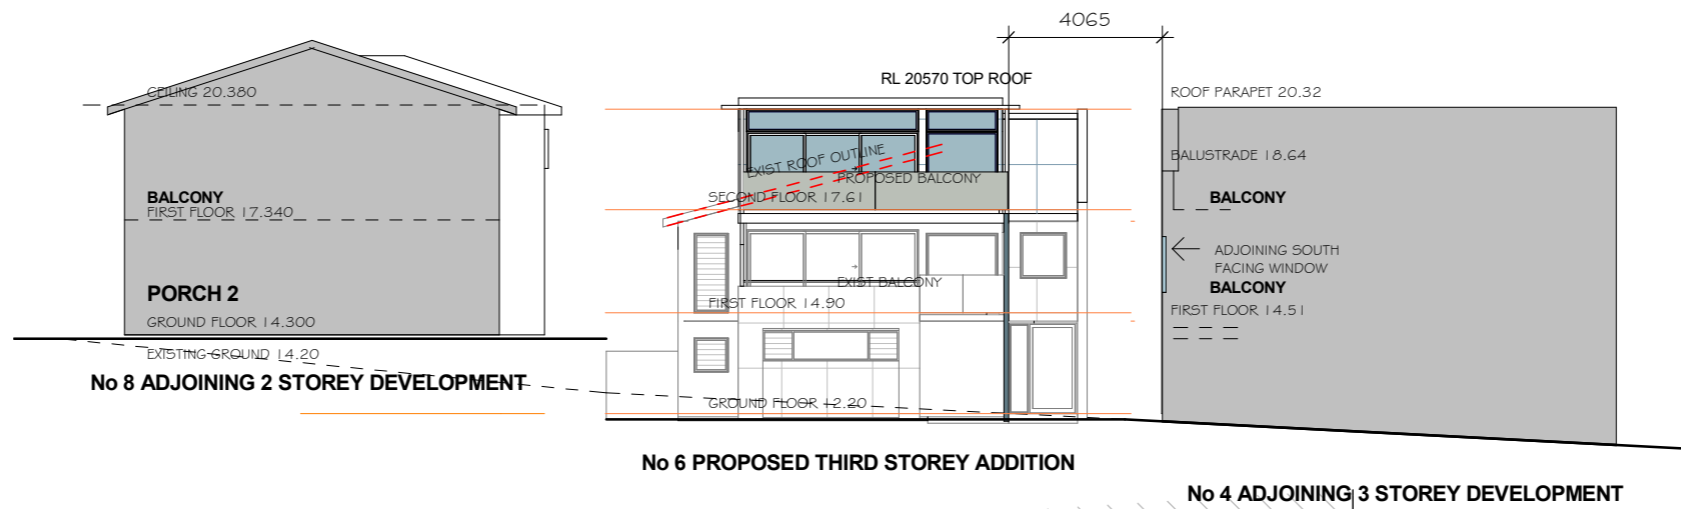 4065
RL 20570 TOP ROOF
CEILING 20.380
ROOF PARAPET 20.32
EXIST ROOF OUTLINE
BALUSTRADE 18.64
PROPOSED BALCONY
BALCONY
FIRST FLOOR 17.340
SECOND FLOOR 17.61
BALCONY
ADJOINING SOUTH
FACING WINDOW
EXIST BALCONY
BALCONY
PORCH 2
FIRST FLOOR 14.90
FIRST FLOOR 14.51
GROUND FLOOR 14.300
EXISTING GROUND 14.20
No 8 ADJOINING 2 STOREY DEVELOPMENT
GROUND FLOOR 12.20
No 6 PROPOSED THIRD STOREY ADDITION
No 4 ADJOINING 3 STOREY DEVELOPMENT